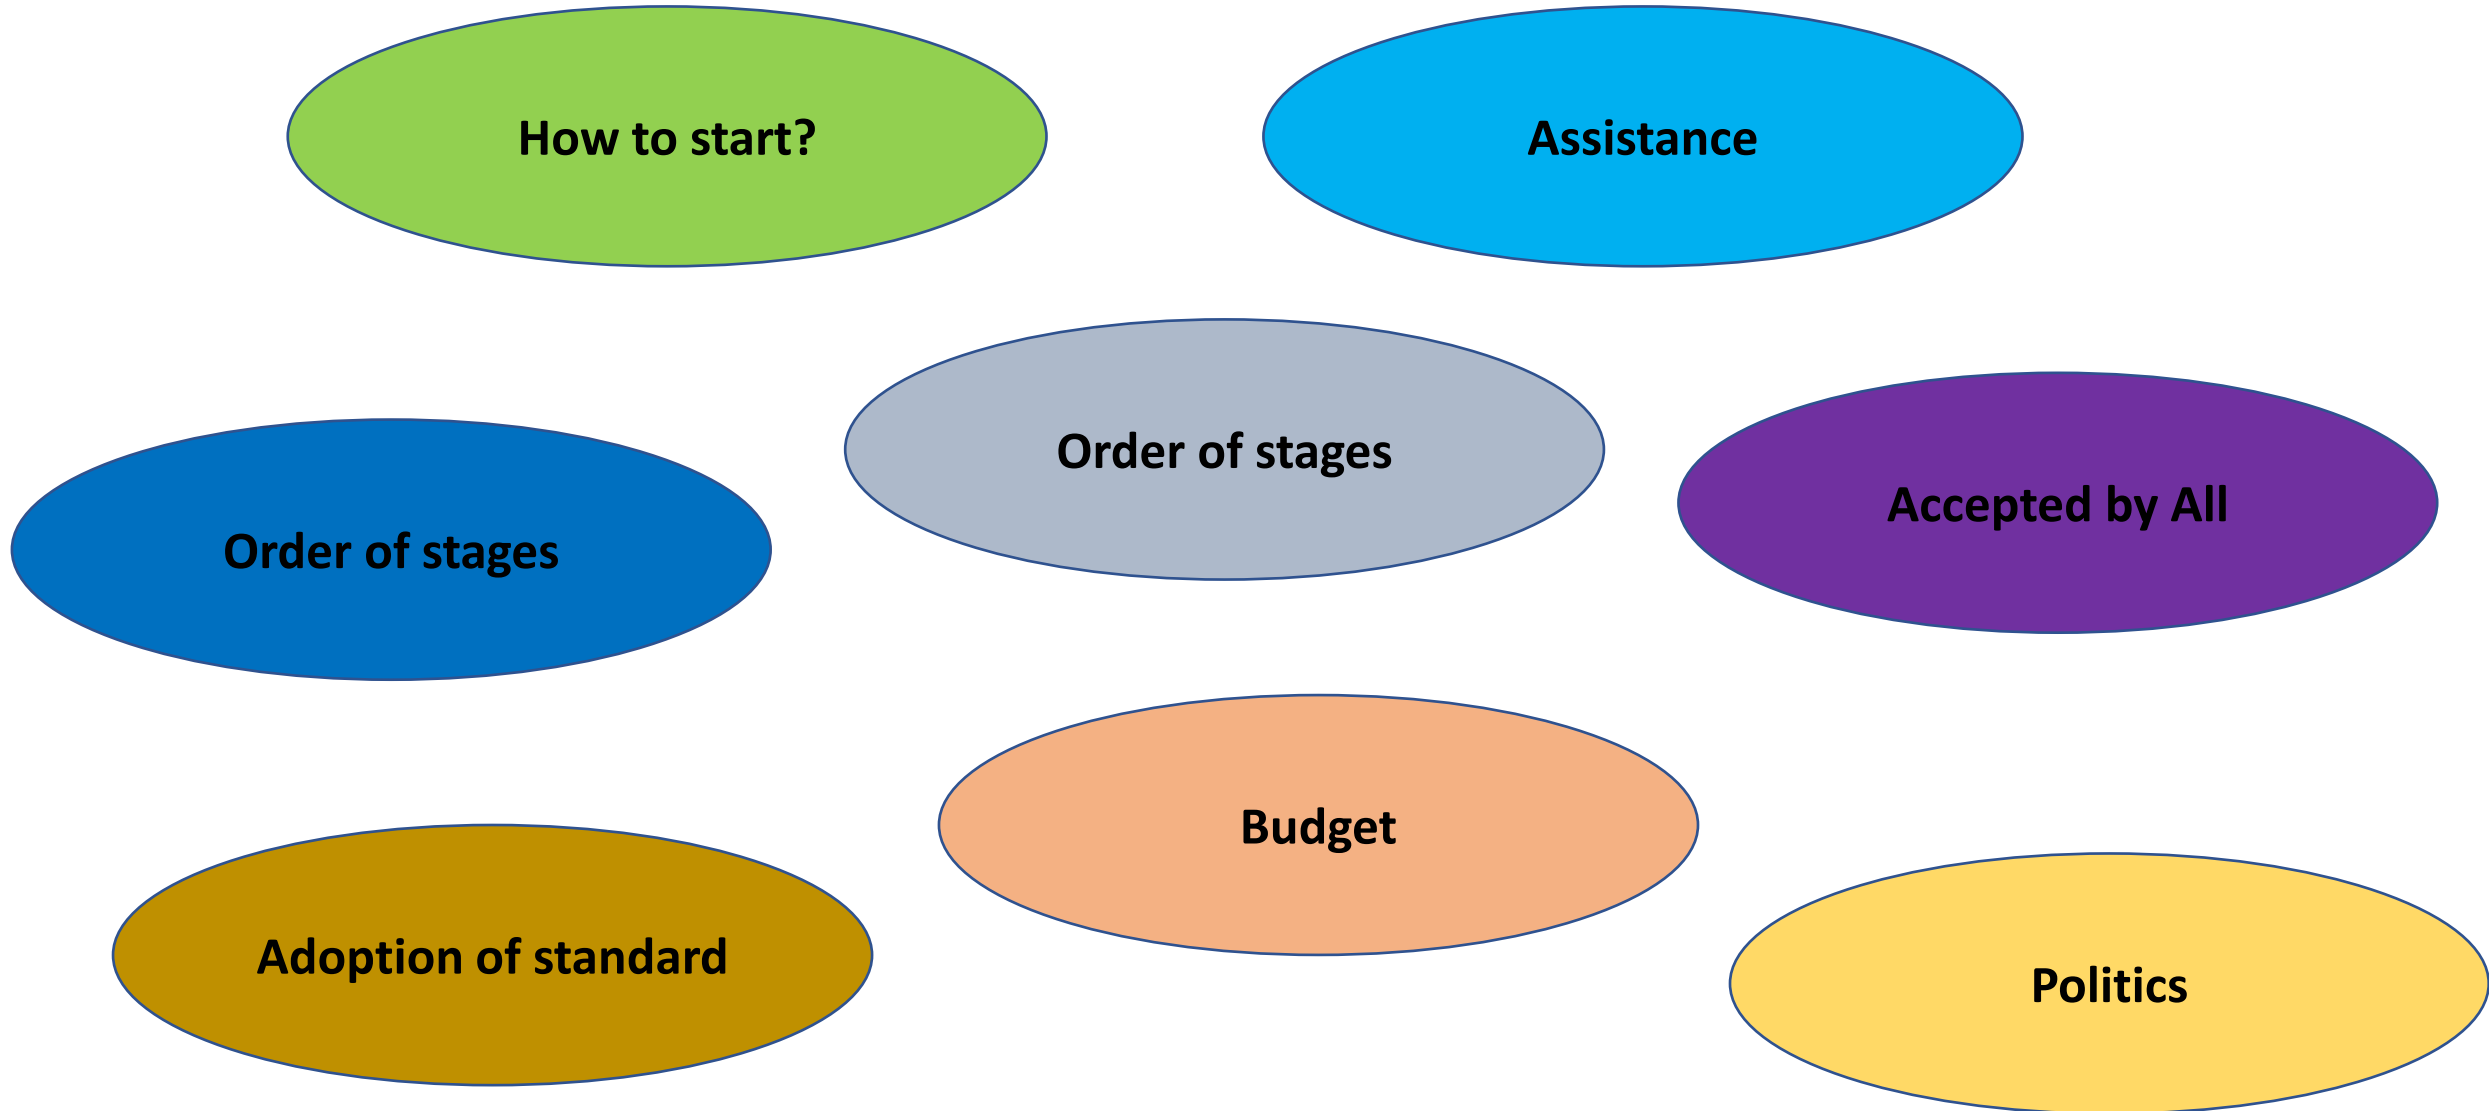 How to start?
Assistance
Order of stages
Accepted by All
Order of stages
Budget
Adoption of standard
Politics